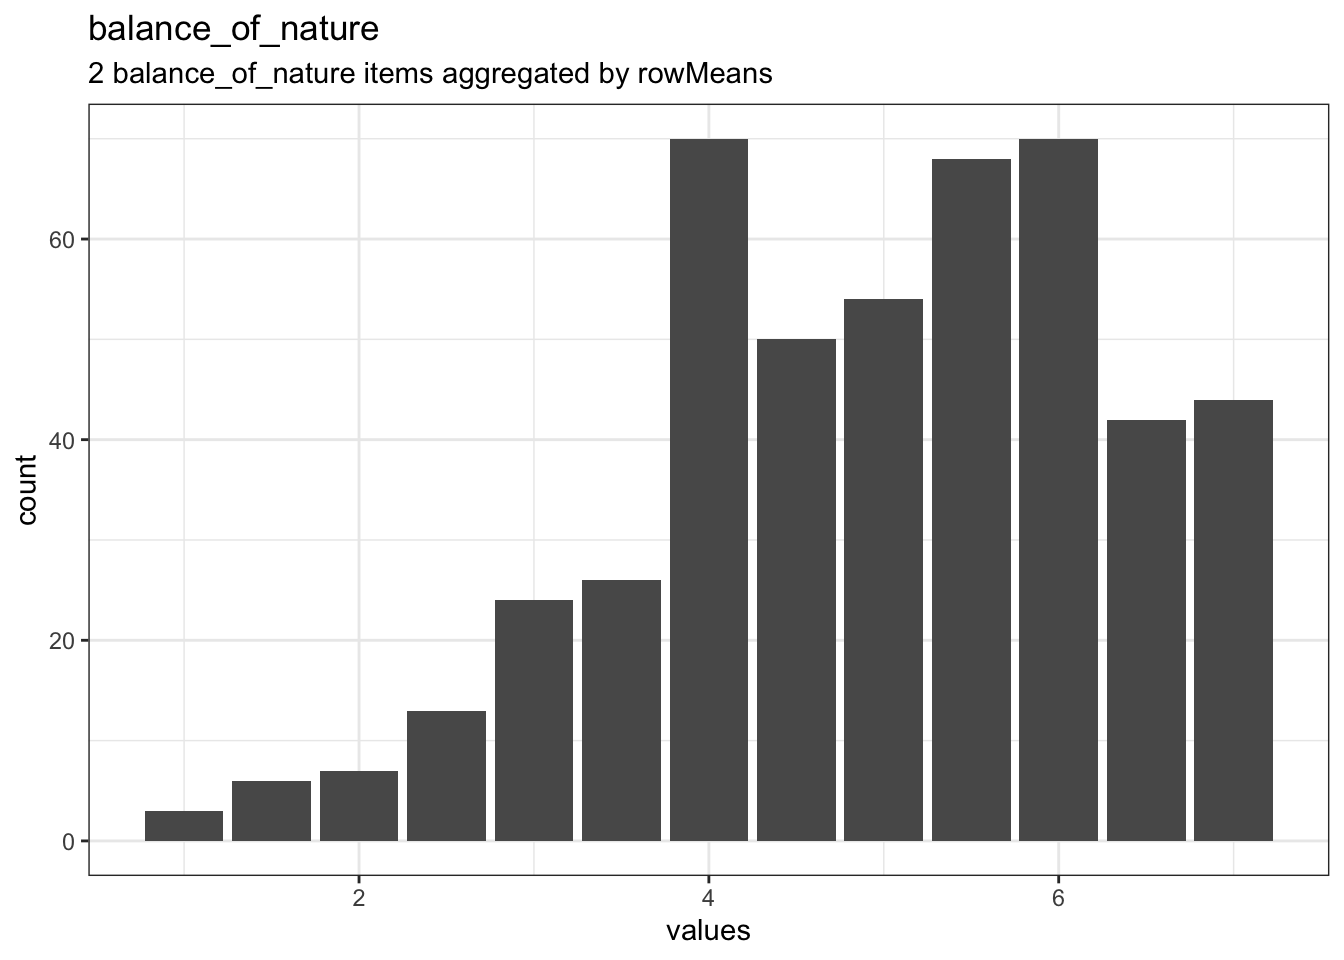 balance_of_nature
2 balance_of_nature items aggregated by rowMeans
60
40
20
0
count
2 4 6
values